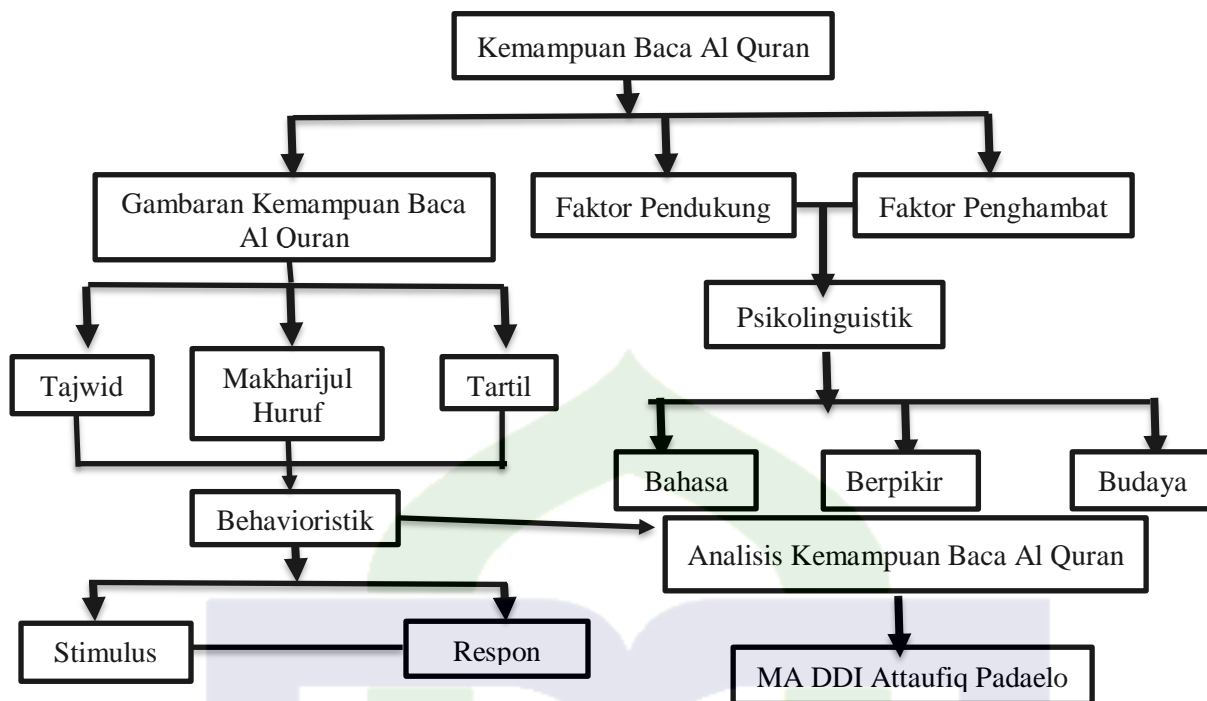 Kemampuan Baca Al Quran
Gambaran Kemampuan Baca
Al Quran
Faktor Pendukung
Faktor Penghambat
Psikolinguistik
Tajwid
Makharijul
Huruf
Tartil
Bahasa
Berpikir
Budaya
Behavioristik
Analisis Kemampuan Baca Al Quran
Stimulus
Respon
MA DDI Attaufiq Padaelo